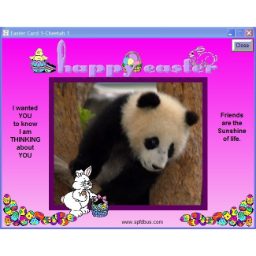 Easter Card 1-Cheetah 1
Close
happy easter
I wanted
YOU
to know
I am
THINKING
about
YOU
Friends
are the
Sunshine
of life.
www.spltbus.com